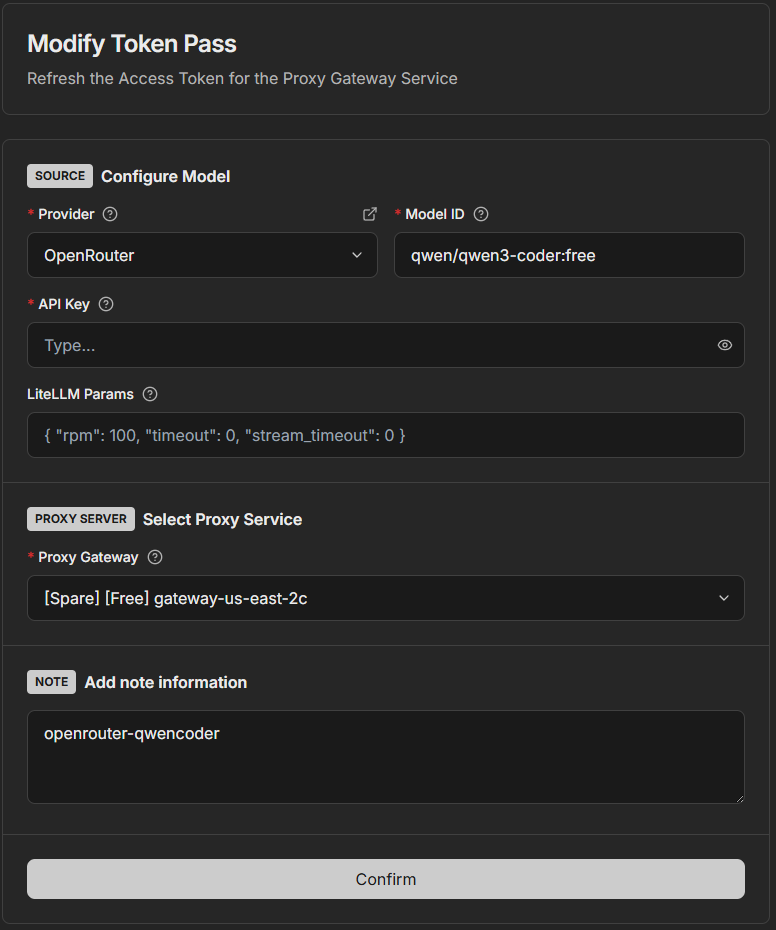 Modify Token Pass
Refresh the Access Token for the Proxy Gateway Service
SOURCE Configure Model
* Provider
* Model ID
OpenRouter
qwen/qwen3-coder:free
* API Key
Type...
LiteLLM Params
{ "rpm": 100, "timeout": 0, "stream_timeout": 0 }
PROXY SERVER Select Proxy Service
* Proxy Gateway
[Spare] [Free] gateway-us-east-2c
NOTE Add note information
openrouter-qwencoder
Confirm